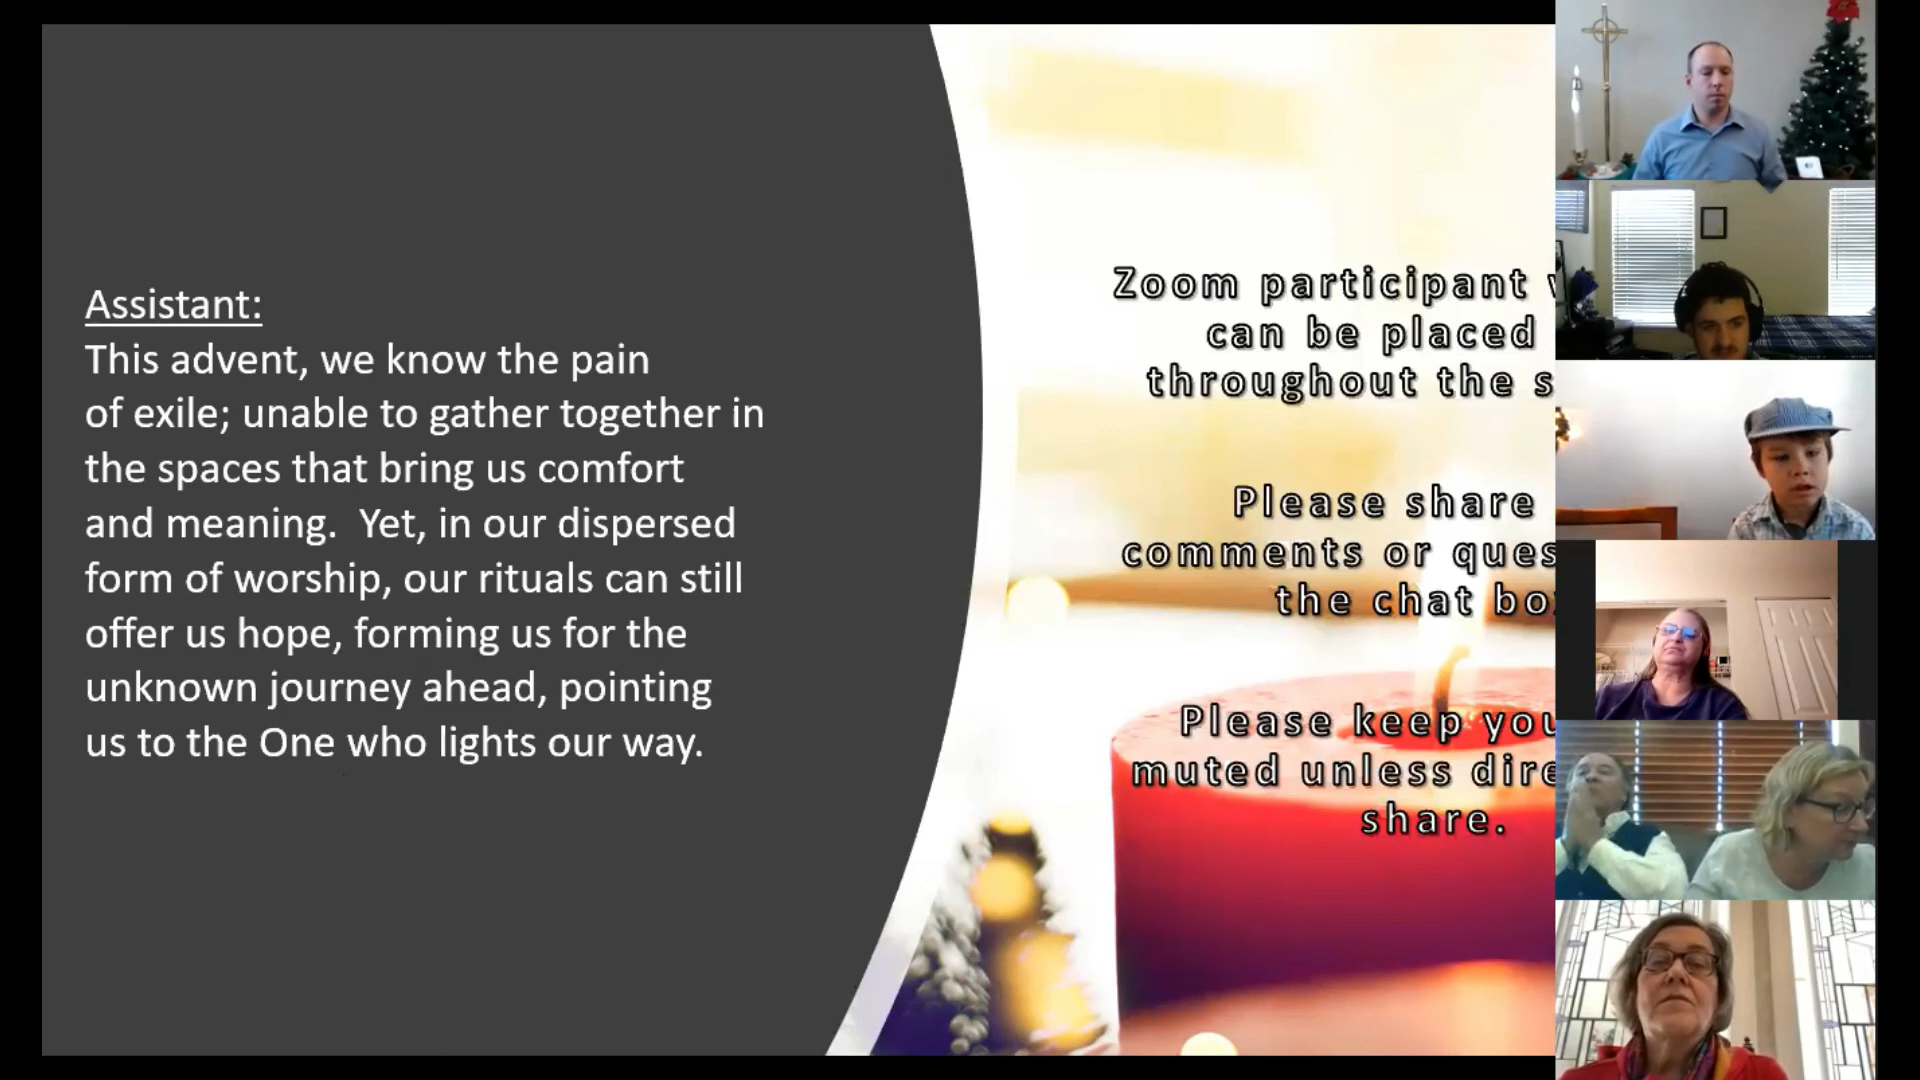 Assistant:
This advent, we know the pain
of exile; unable to gather together in
the spaces that bring us comfort
and meaning.  Yet, in our dispersed
form of worship, our rituals can still
offer us hope, forming us for the
unknown journey ahead, pointing
us to the One who lights our way.
Zoom participant
can be placed
throughout the s
Please share
comments or ques
the chat bo
Please keep you
muted unless dire
share.